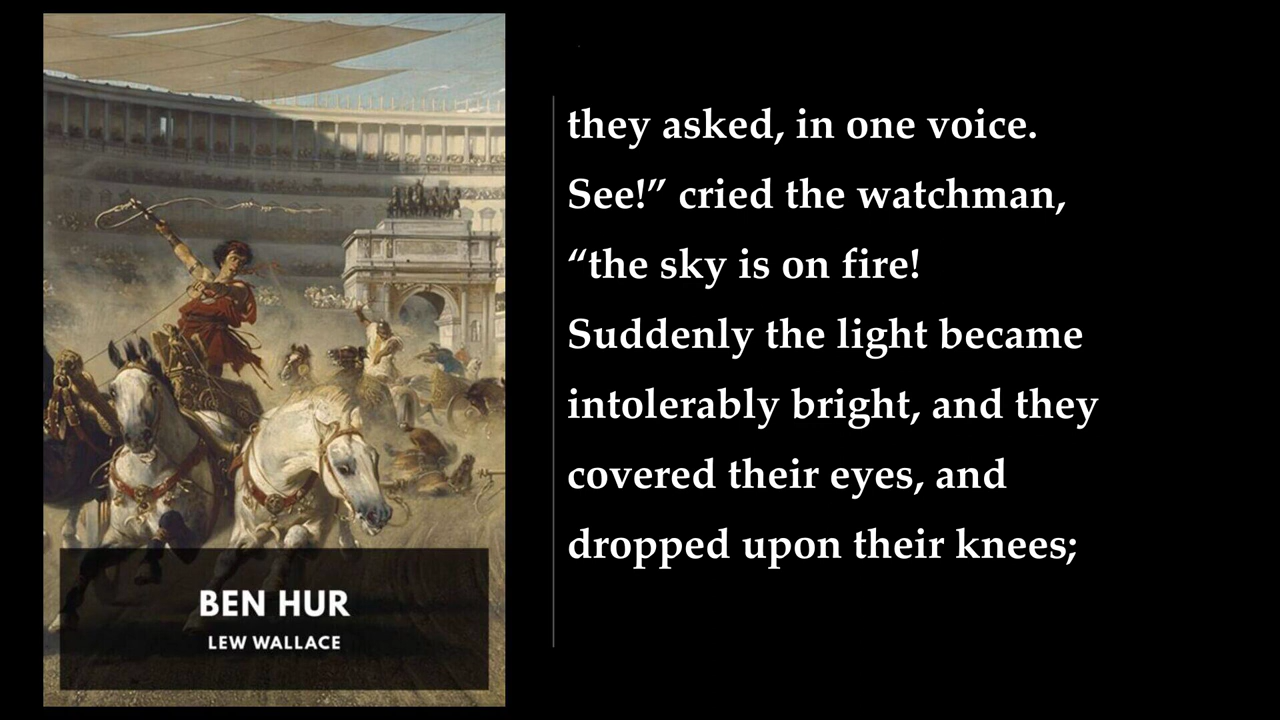 BEN HUR
LEW WALLACE
they asked, in one voice.
See!” cried the watchman,
“the sky is on fire!
Suddenly the light became
intolerably bright, and they
covered their eyes, and
dropped upon their knees;